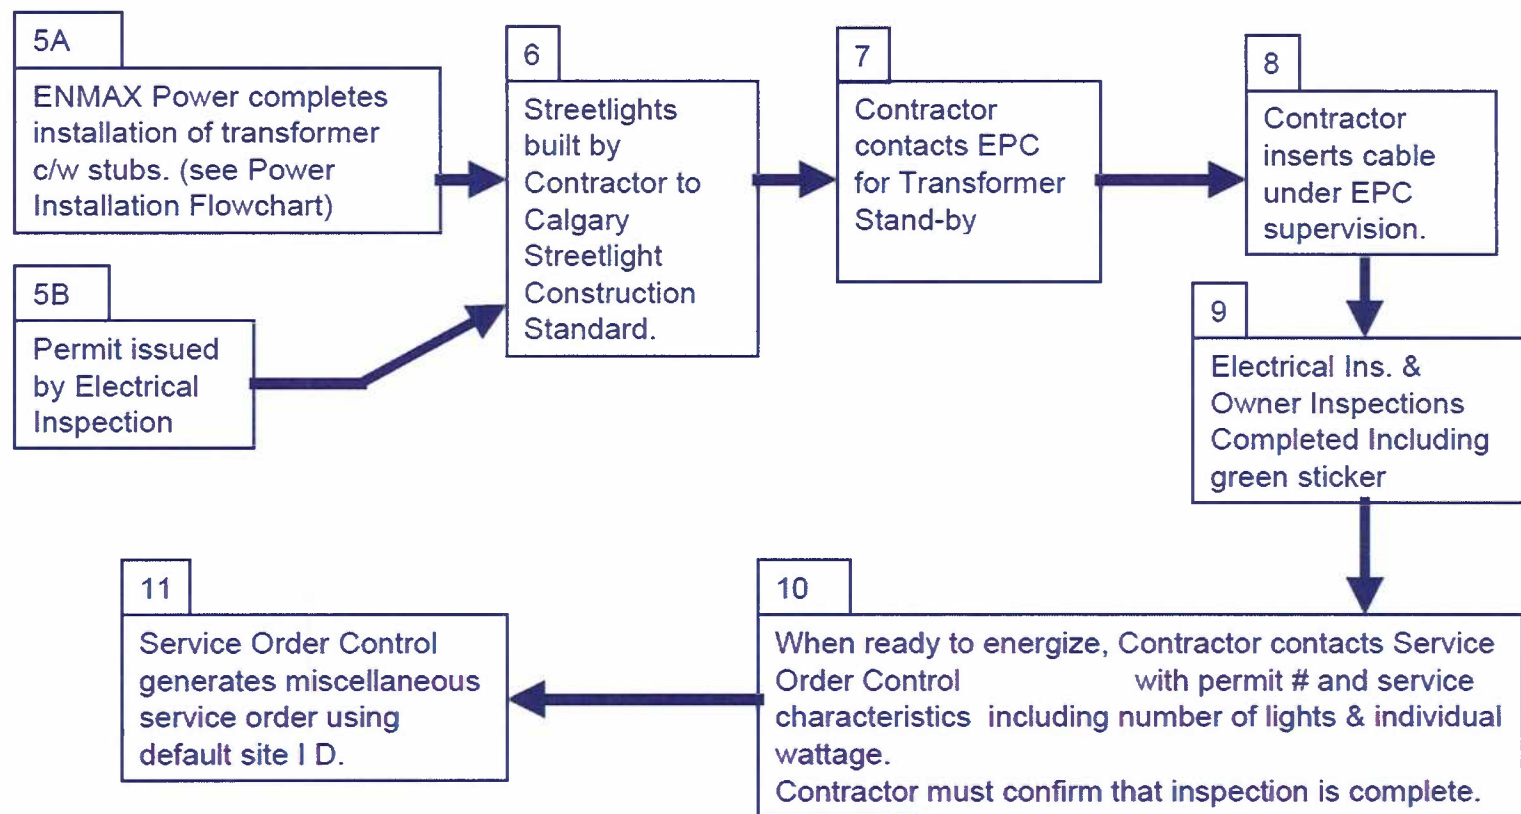 5A
ENMAX Power completes
installation of transformer
c/w stubs. (see Power
Installation Flowchart)
5B
Permit issued
by Electrical
Inspection
6
Streetlights
built by
Contractor to
Calgary
Streetlight
Construction
Standard.
7
Contractor
contacts EPC
for Transformer
Stand-by
8
Contractor
inserts cable
under EPC
supervision.
9
Electrical Ins. &
Owner Inspections
Completed Including
green sticker
10
When ready to energize, Contractor contacts Service
Order Control with permit # and service
characteristics including number of lights & individual
wattage.
Contractor must confirm that inspection is complete.
11
Service Order Control
generates miscellaneous
service order using
default site I D.